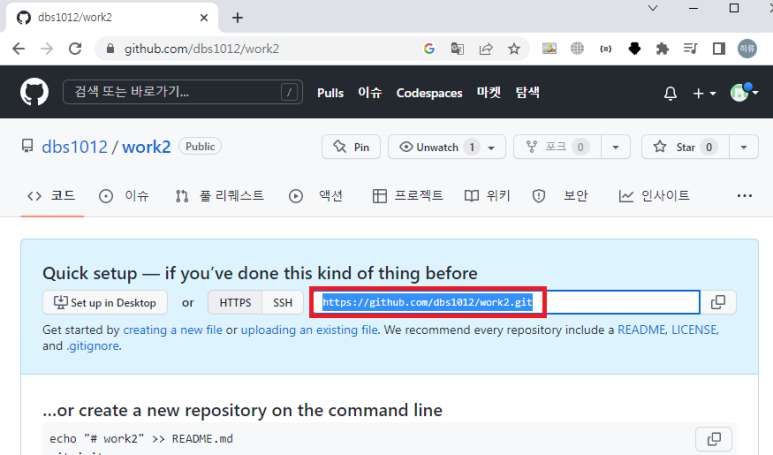 dbs1012/work2
github.com/dbs1012/work2
검색 또는 바로가기... / Pulls 이슈 Codespaces 마켓 탐색
dbs1012 / work2 Public Pin Unwatch 1 포크 0 Star 0
코드 이슈 풀 리퀘스트 액션 프로젝트 위키 보안 인사이트
Quick setup — if you've done this kind of thing before
Set up in Desktop or HTTPS SSH https://github.com/dbs1012/work2.git
Get started by creating a new file or uploading an existing file. We recommend every repository include a README, LICENSE,
and .gitignore.
...or create a new repository on the command line
echo "# work2" >> README.md